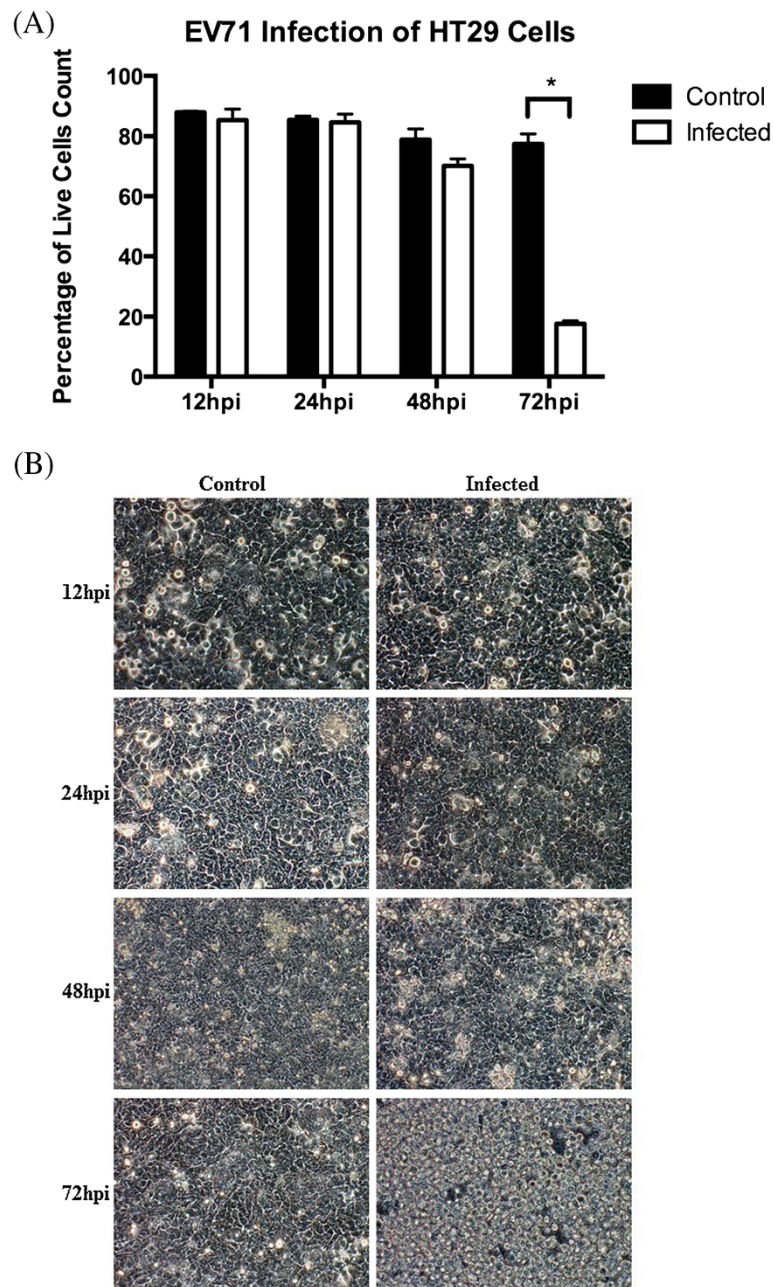 (A)
EV71 Infection of HT29 Cells
Percentage of Live Cells Count
100
80
60
40
20
0
12hpi 24hpi 48hpi 72hpi
*
Control
Infected
(B)
Control Infected
12hpi
24hpi
48hpi
72hpi